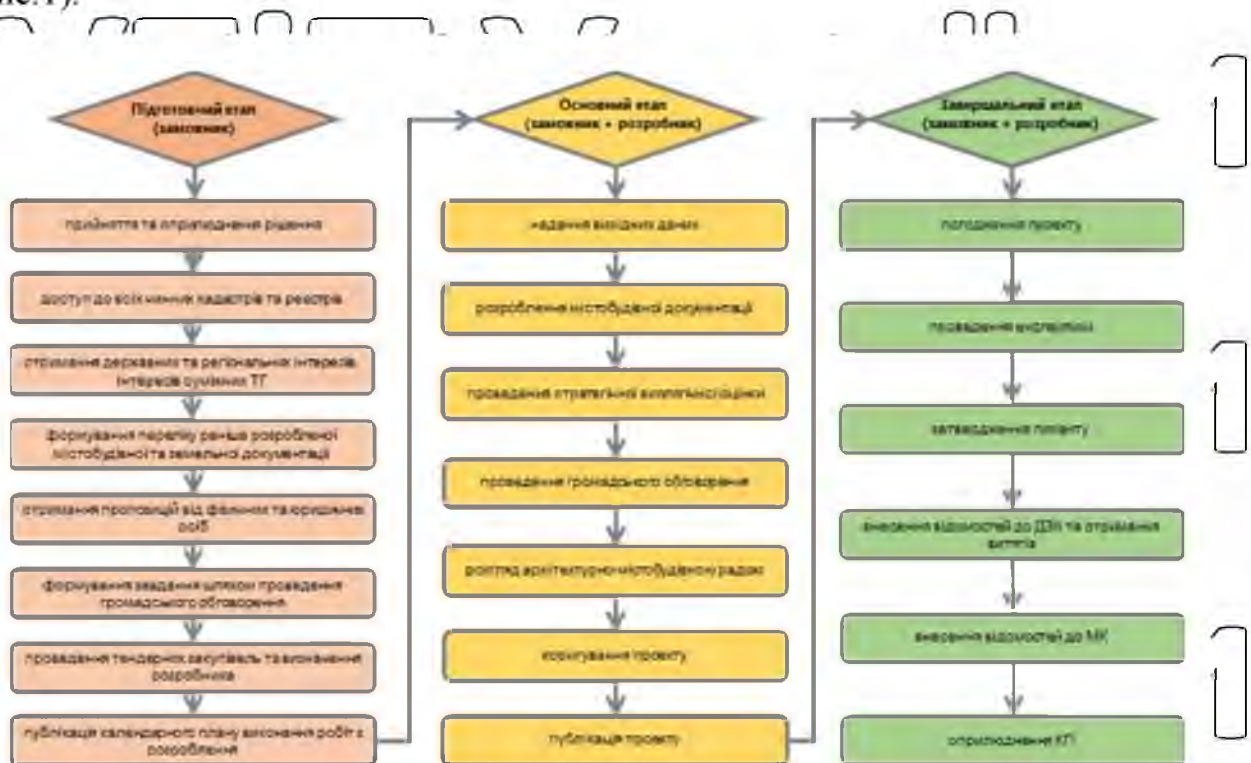 Підготовчий етап
(замовник)
прийняття та оприлюднення рішення
доступ до всіх чинних кадастрів та реєстрів
отримання державних та регіональних інтересів,
інтересів суміжних ТГ
формування переліку раніше розробленої
містобудівної та земельної документації
отримання пропозицій від фізичних та юридичних
осіб
формування завдання шляхом проведення
громадського обговорення
проведення тендерних закупівель та визначення
розробника
публікація календарного плану виконання робіт з
розроблення
Основний етап
(замовник + розробник)
надання вихідних даних
розроблення містобудівної документації
проведення стратегічної екологічної оцінки
проведення громадського обговорення
розгляд архітектурно-містобудівною радою
коригування проекту
публікація проекту
Завершальний етап
(замовник + розробник)
погодження проекту
проведення експертизи
затвердження проекту
внесення відомостей до ДЗК та отримання
витягів
внесення відомостей до МК
оприлюднення КП